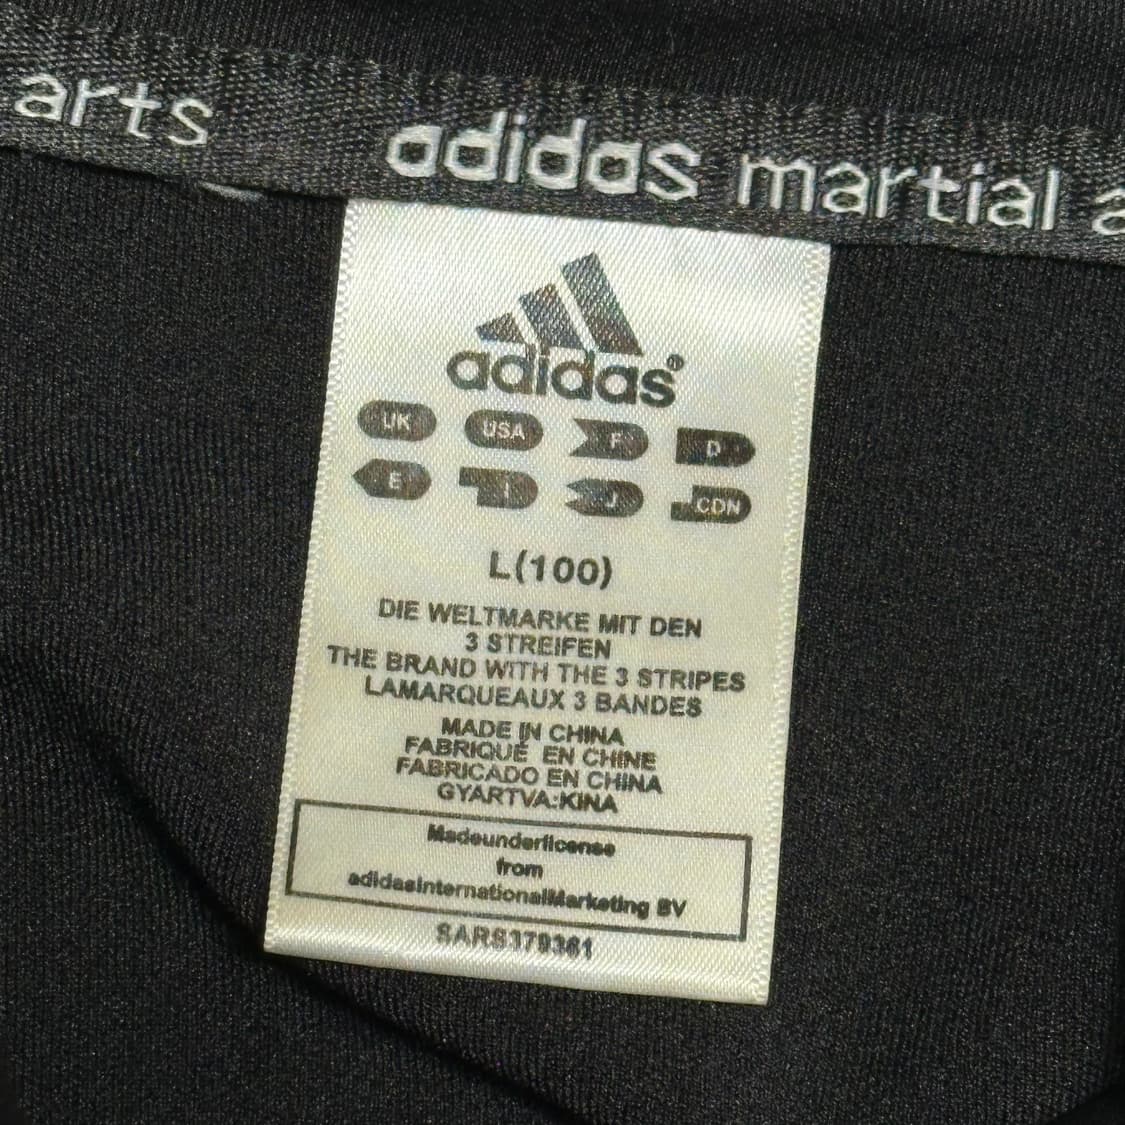 arts adidas martial a
adidas®
UK USA F D
E I J CDN
L(100)
DIE WELTMARKE MIT DEN
3 STREIFEN
THE BRAND WITH THE 3 STRIPES
LAMARQUEAUX 3 BANDES
MADE IN CHINA
FABRIQUÉ EN CHINE
FABRICADO EN CHINA
GYARTVA:KINA
Madeunderlicense
from
adidasInternationalMarketing BV
SARS379361